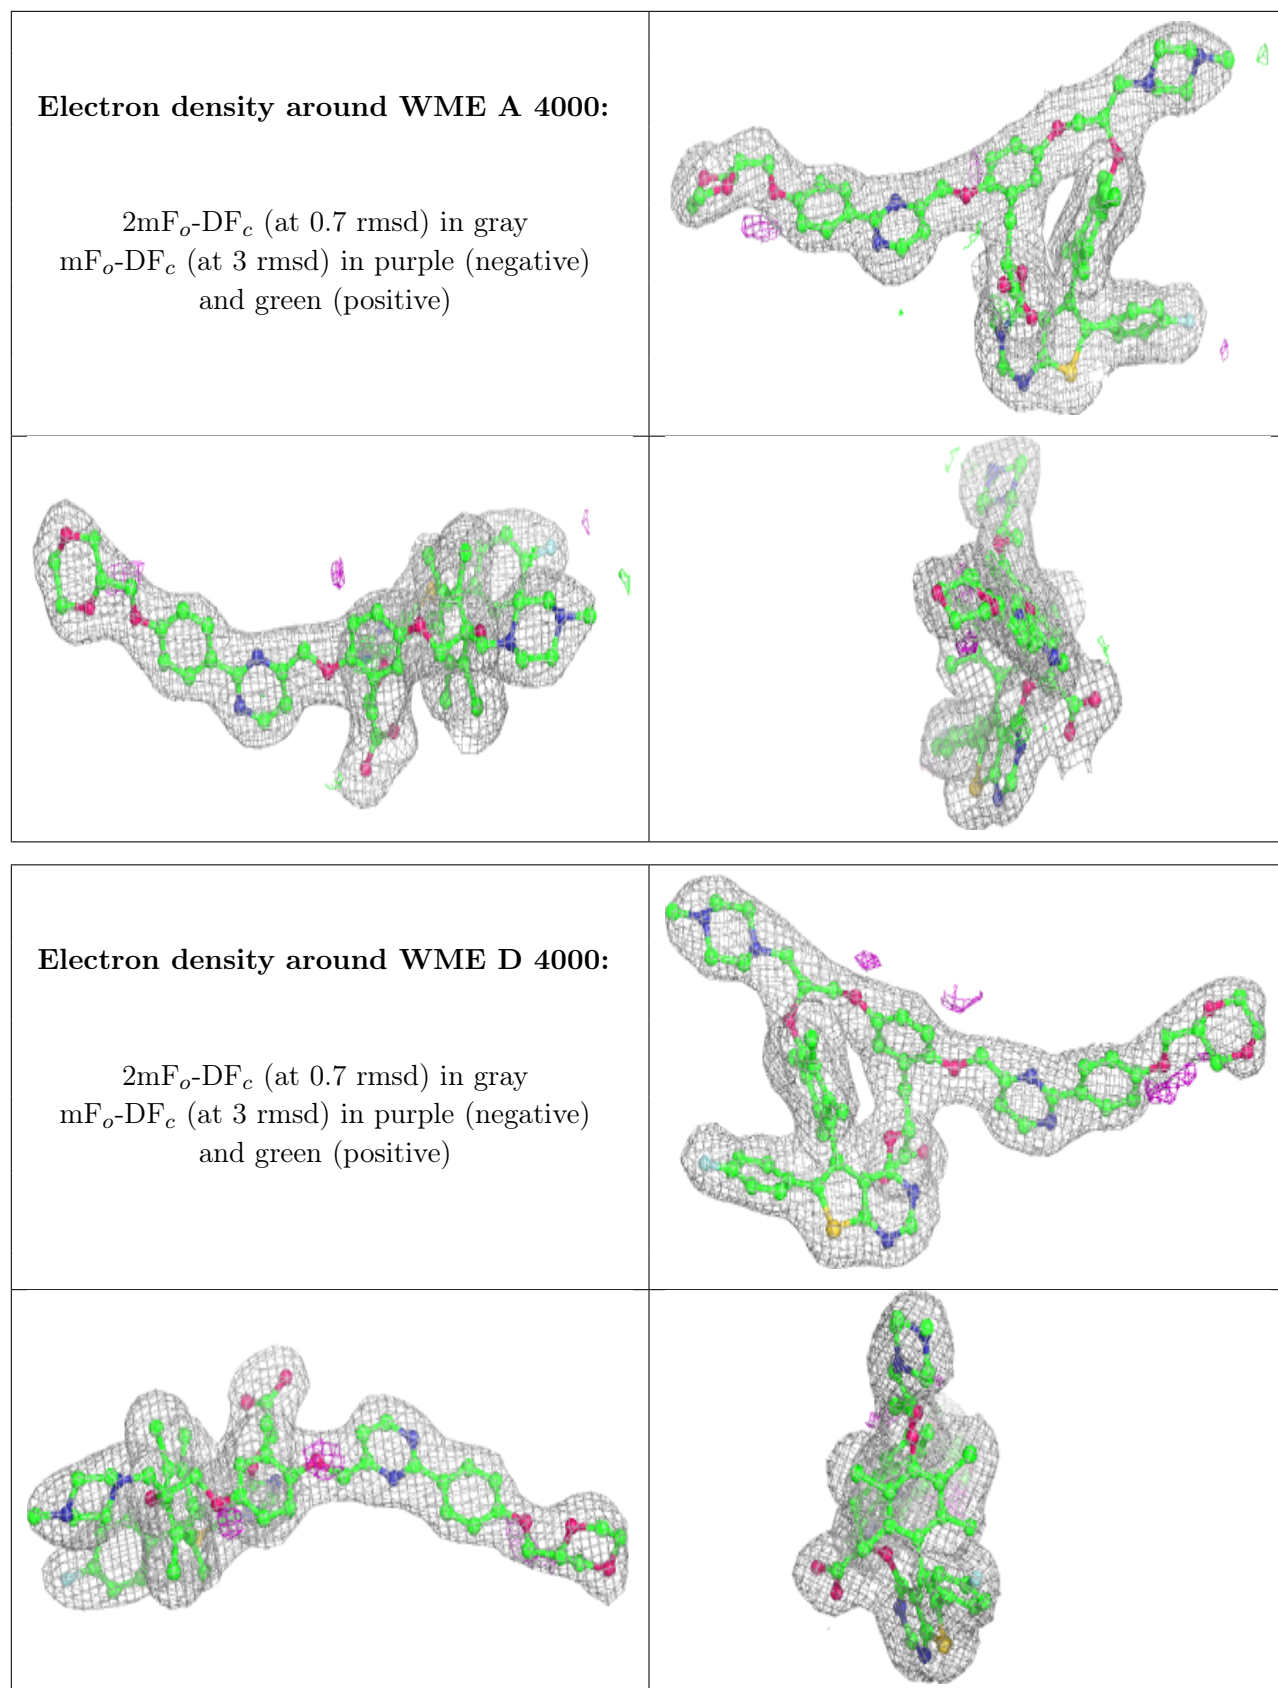 Electron density around WME A 4000:
2mFo-DFc (at 0.7 rmsd) in gray
mFo-DFc (at 3 rmsd) in purple (negative)
and green (positive)
Electron density around WME D 4000:
2mFo-DFc (at 0.7 rmsd) in gray
mFo-DFc (at 3 rmsd) in purple (negative)
and green (positive)